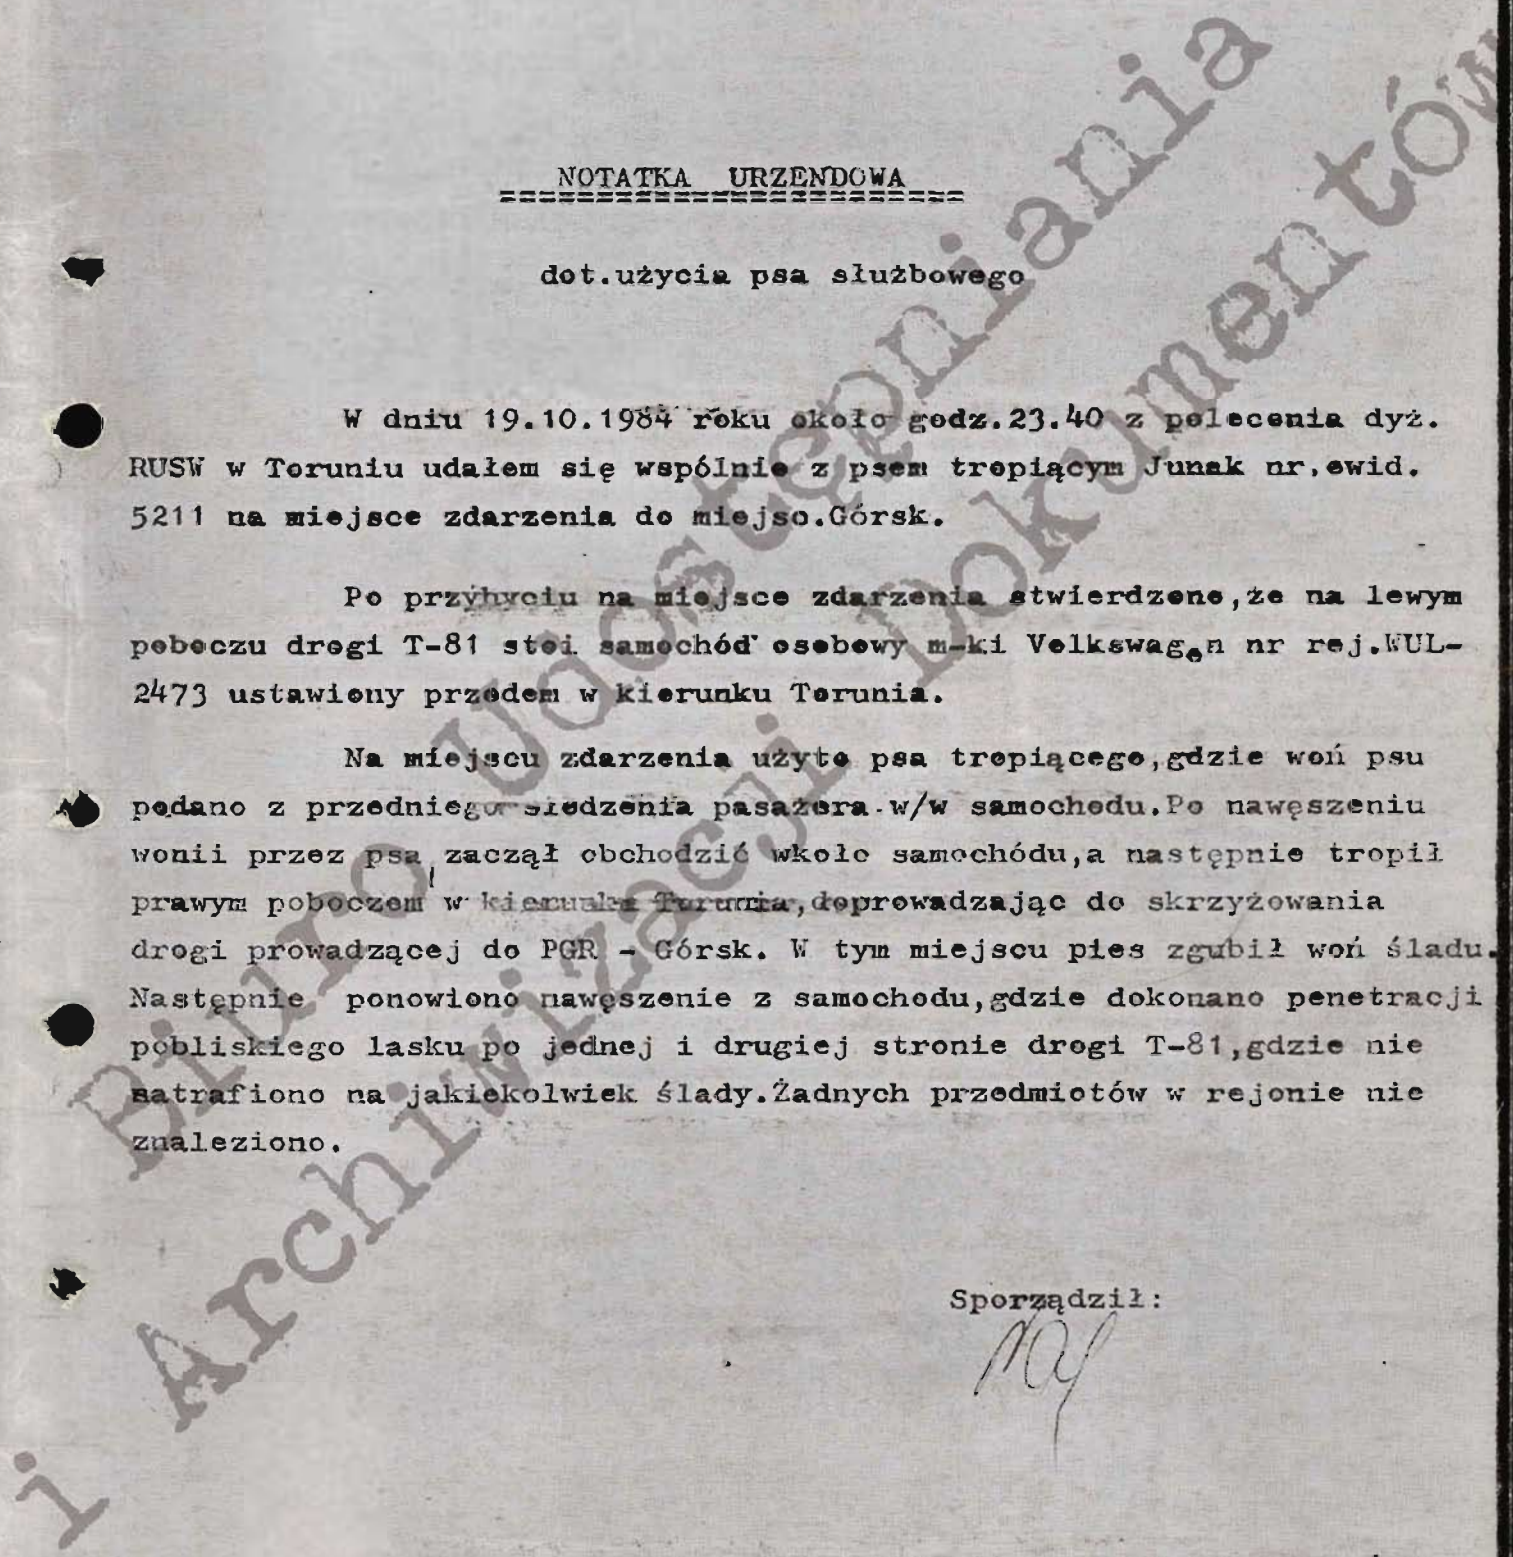 NOTATKA URZENDOWA
========================
dot.użycia psa służbowego
W dniu 19.10.1984 roku około godz.23.40 z polecenia dyż.
RUSW w Toruniu udałem się wspólnie z psem tropiącym Junak nr,ewid.
5211 na miejsce zdarzenia do miejsc.Górsk.
Po przybyciu na miejsce zdarzenia stwierdzono,że na lewym
poboczu drogi T-81 stoi samochód osobowy m-ki Volkswagen nr rej.WUL-
2473 ustawiony przodem w kierunku Torunia.
Na miejscu zdarzenia użyto psa tropiącego,gdzie woń psu
podano z przedniego siedzenia pasażera w/w samochodu.Po nawęszeniu
wonii przez psa zaczął obchodzić wkoło samochódu,a następnie tropił
prawym poboczem w kierunku Torunia,doprowadzając do skrzyżowania
drogi prowadzącej do PGR - Górsk. W tym miejscu pies zgubił woń śladu.
Następnie ponowiono nawęszenie z samochodu,gdzie dokonano penetracji
pobliskiego lasku po jednej i drugiej stronie drogi T-81,gdzie nie
natrafiono na jakiekolwiek ślady.Żadnych przedmiotów w rejonie nie
znaleziono.
Sporządził:
Biuro Udostępniania
i Archiwizacji Dokumentów